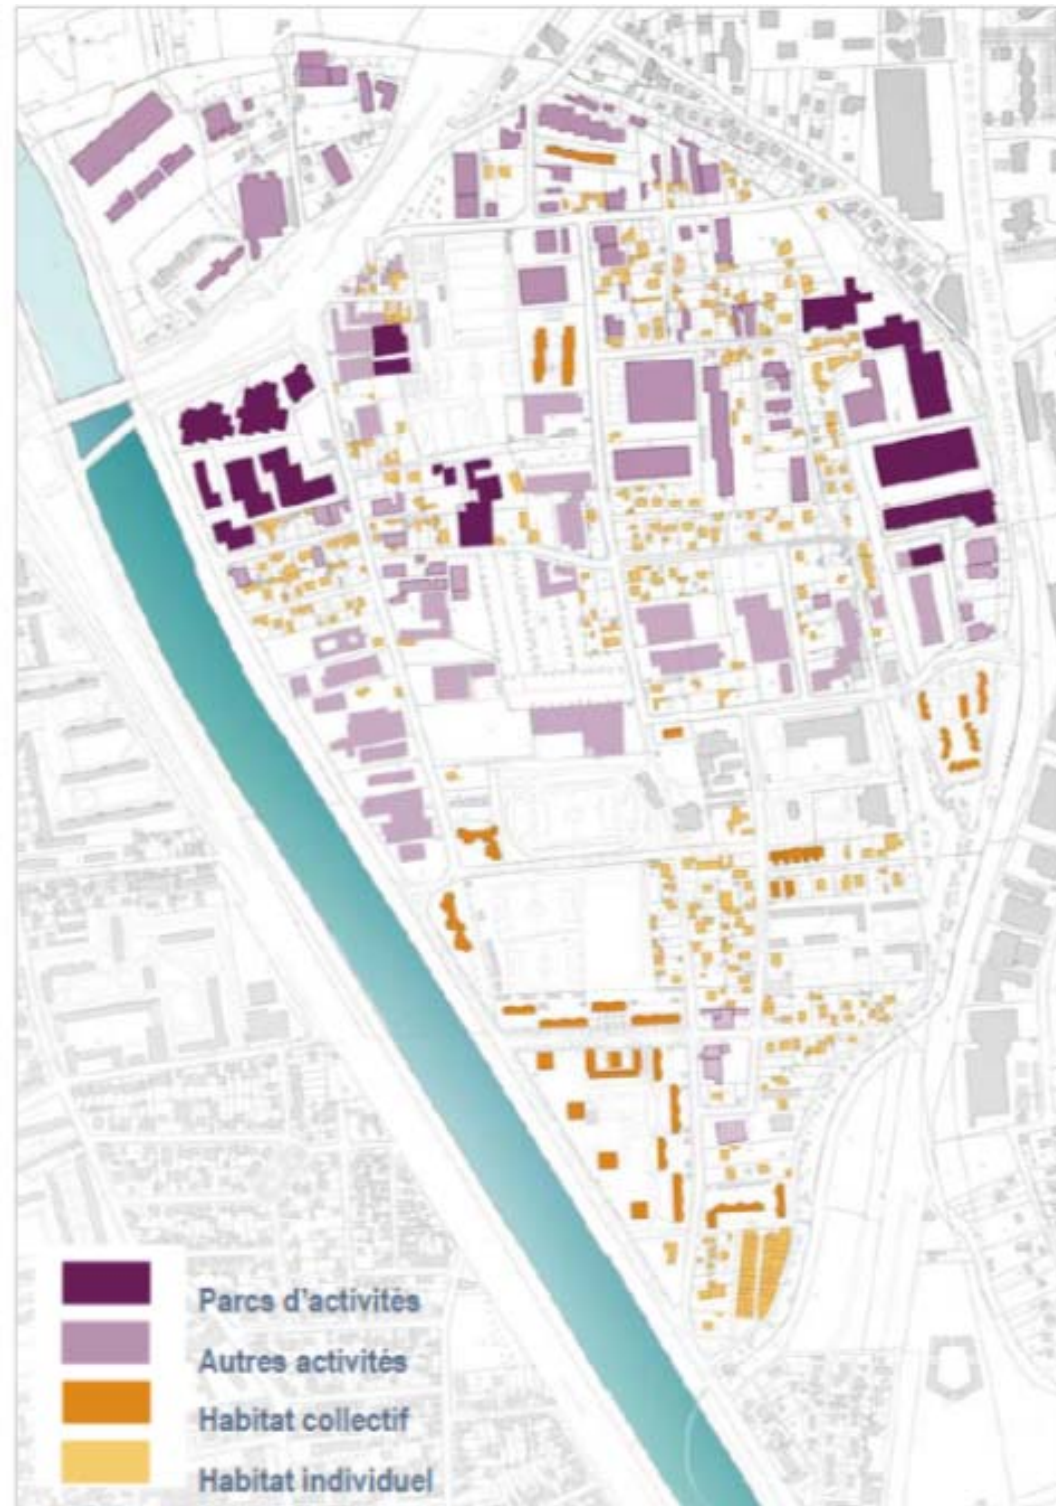 Parcs d'activités
Autres activités
Habitat collectif
Habitat individuel